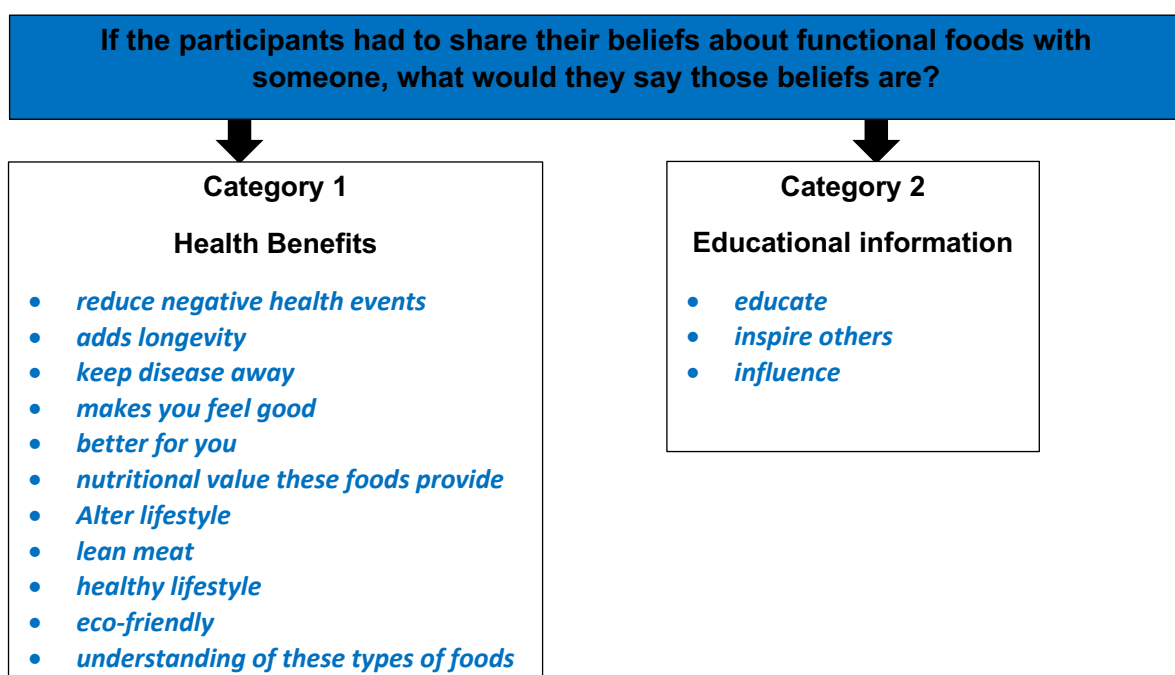 If the participants had to share their beliefs about functional foods with
someone, what would they say those beliefs are?
Category 1
Health Benefits
• reduce negative health events
• adds longevity
• keep disease away
• makes you feel good
• better for you
• nutritional value these foods provide
• Alter lifestyle
• lean meat
• healthy lifestyle
• eco-friendly
• understanding of these types of foods
Category 2
Educational information
• educate
• inspire others
• influence